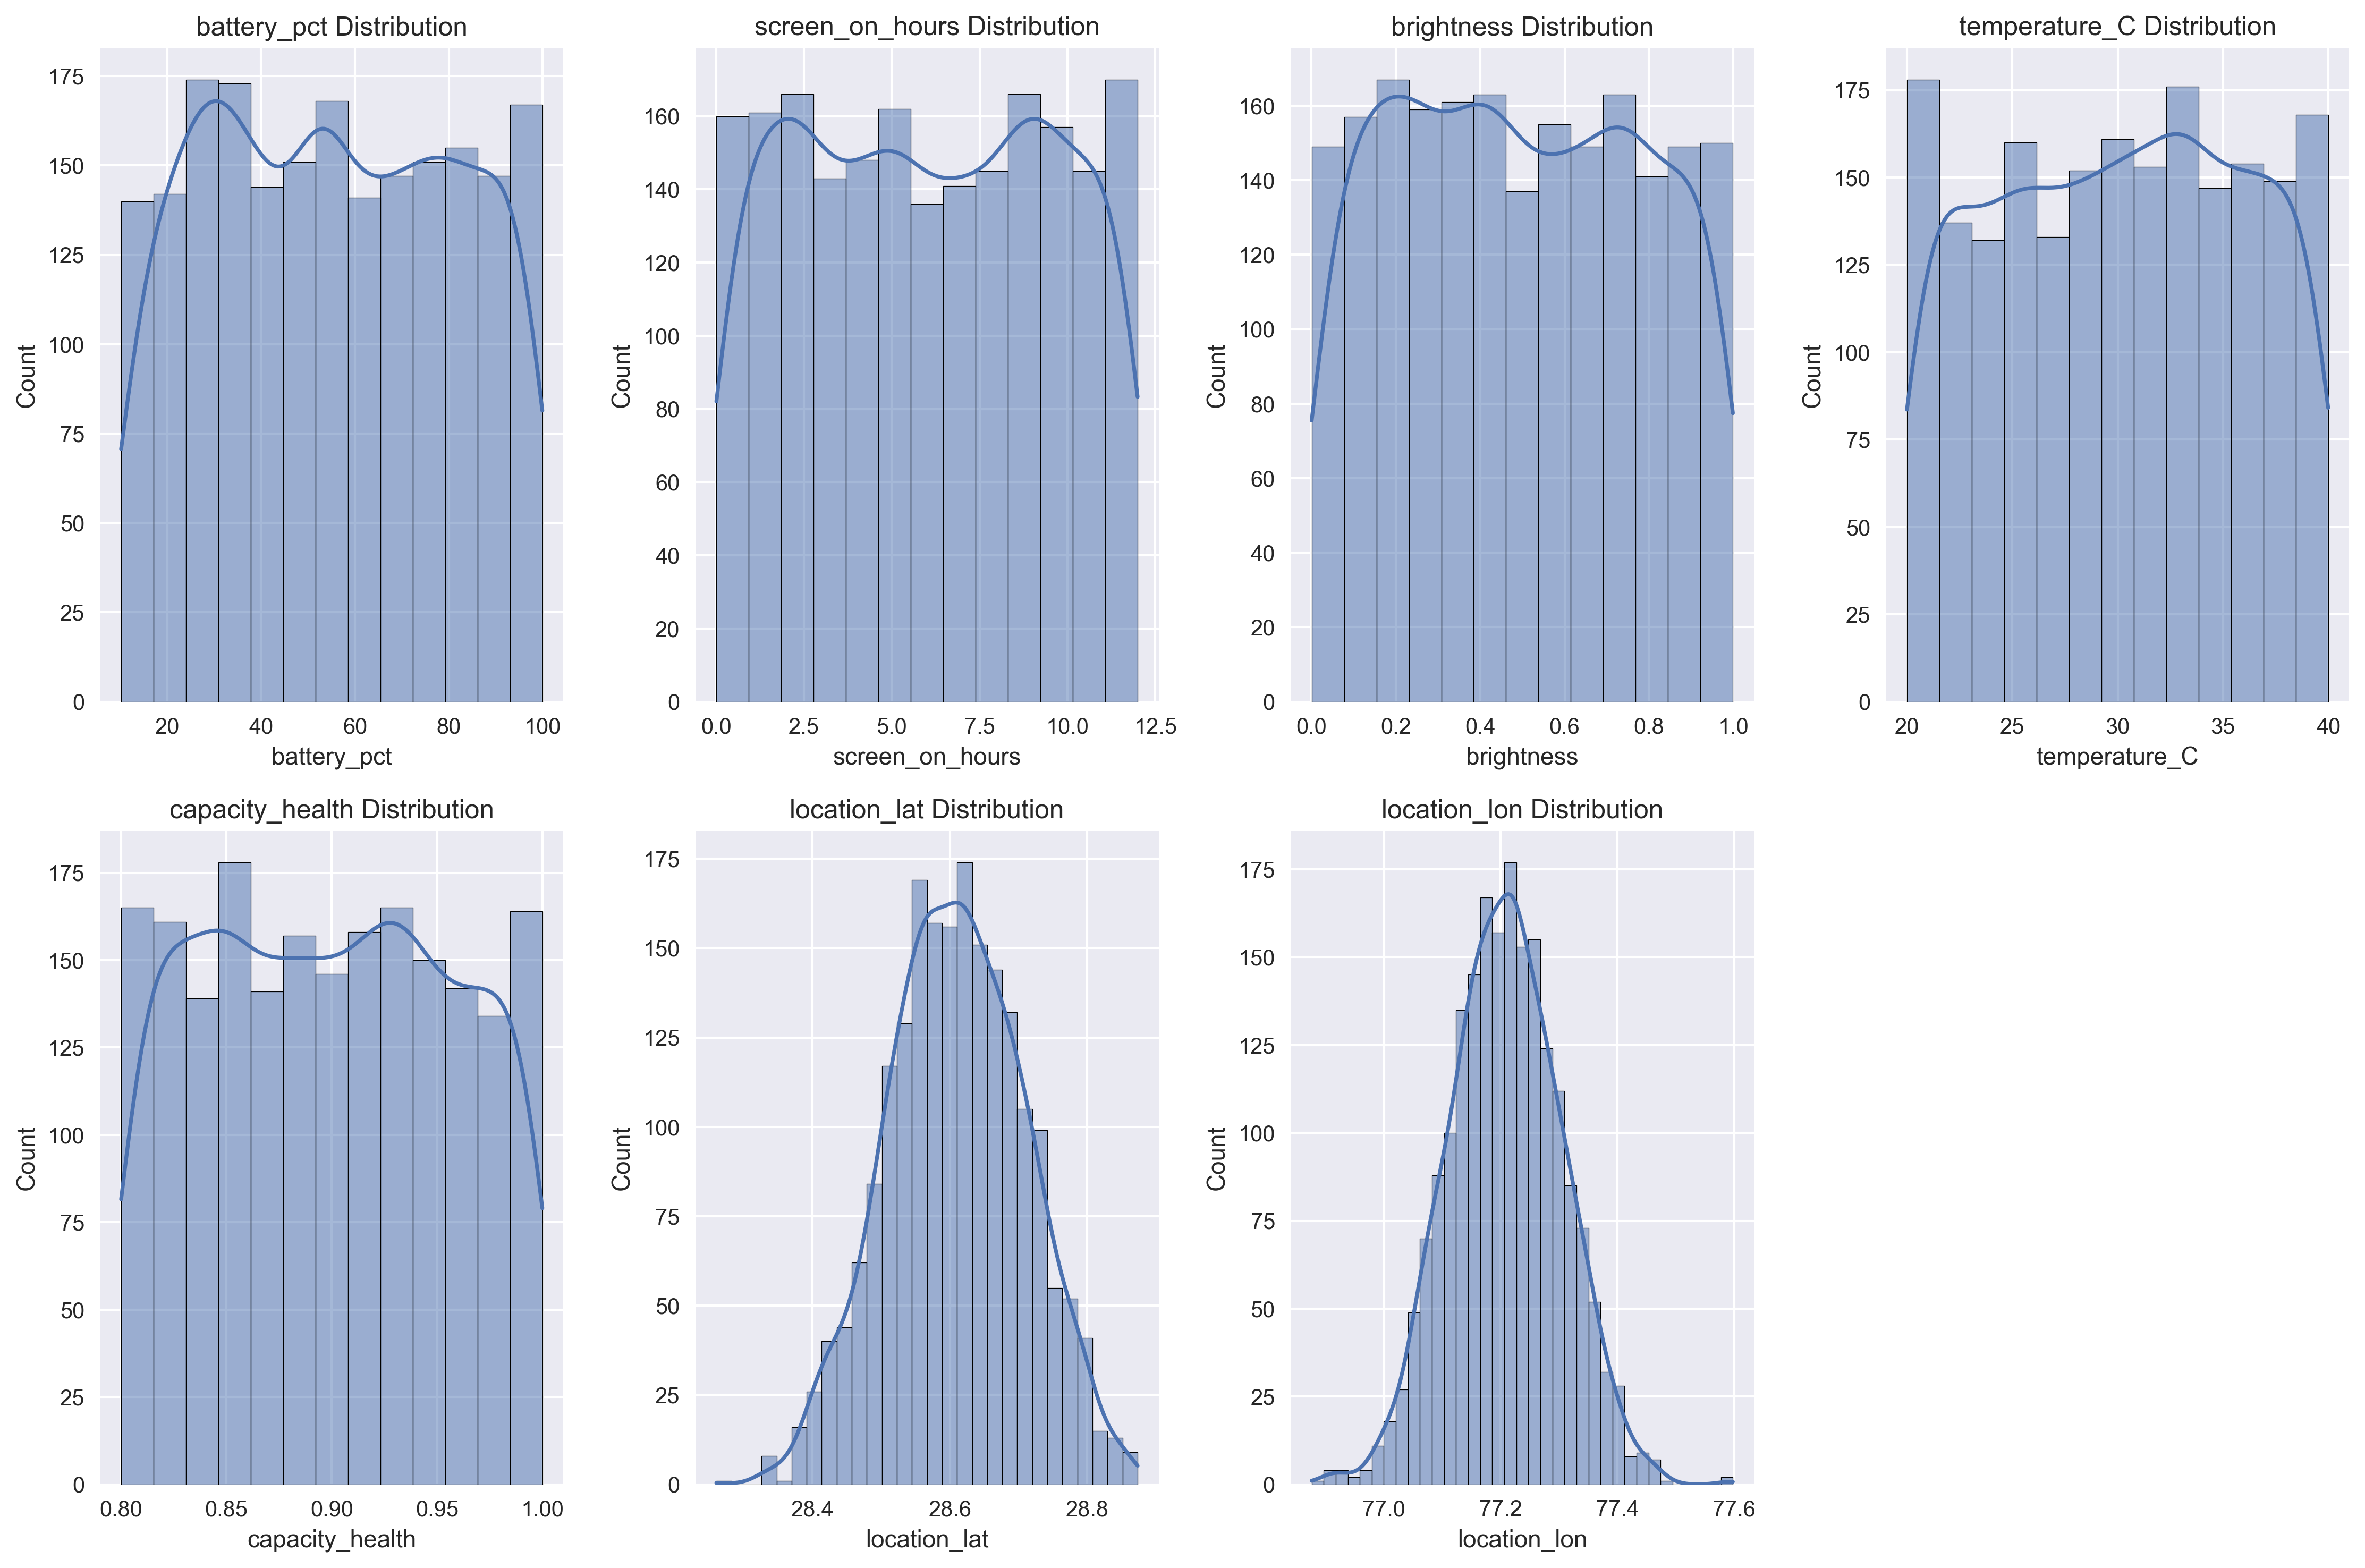 battery_pct Distribution
175
150
125
100
75
50
25
0
Count
20 40 60 80 100
battery_pct
screen_on_hours Distribution
160
140
120
100
80
60
40
20
0
Count
0.0 2.5 5.0 7.5 10.0 12.5
screen_on_hours
brightness Distribution
160
140
120
100
80
60
40
20
0
Count
0.0 0.2 0.4 0.6 0.8 1.0
brightness
temperature_C Distribution
175
150
125
100
75
50
25
0
Count
20 25 30 35 40
temperature_C
capacity_health Distribution
175
150
125
100
75
50
25
0
Count
0.80 0.85 0.90 0.95 1.00
capacity_health
location_lat Distribution
175
150
125
100
75
50
25
0
Count
28.4 28.6 28.8
location_lat
location_lon Distribution
175
150
125
100
75
50
25
0
Count
77.0 77.2 77.4 77.6
location_lon